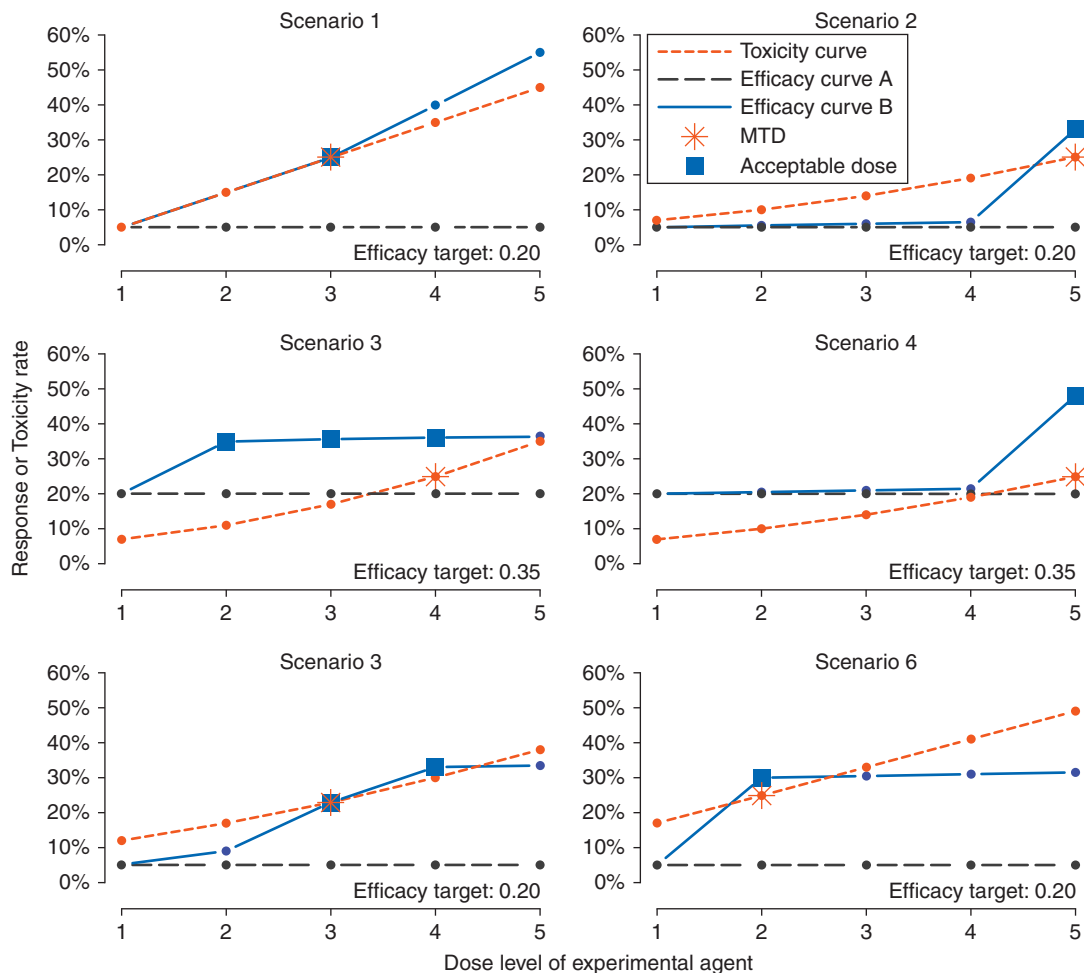 Scenario 1
60%
50%
40%
30%
20%
10%
0%
Efficacy target: 0.20
1 2 3 4 5
Scenario 2
60%
50%
40%
30%
20%
10%
0%
Toxicity curve
Efficacy curve A
Efficacy curve B
MTD
Acceptable dose
Efficacy target: 0.20
1 2 3 4 5
Response or Toxicity rate
Scenario 3
60%
50%
40%
30%
20%
10%
0%
Efficacy target: 0.35
1 2 3 4 5
Scenario 4
60%
50%
40%
30%
20%
10%
0%
Efficacy target: 0.35
1 2 3 4 5
Scenario 3
60%
50%
40%
30%
20%
10%
0%
Efficacy target: 0.20
1 2 3 4 5
Scenario 6
60%
50%
40%
30%
20%
10%
0%
Efficacy target: 0.20
1 2 3 4 5
Dose level of experimental agent